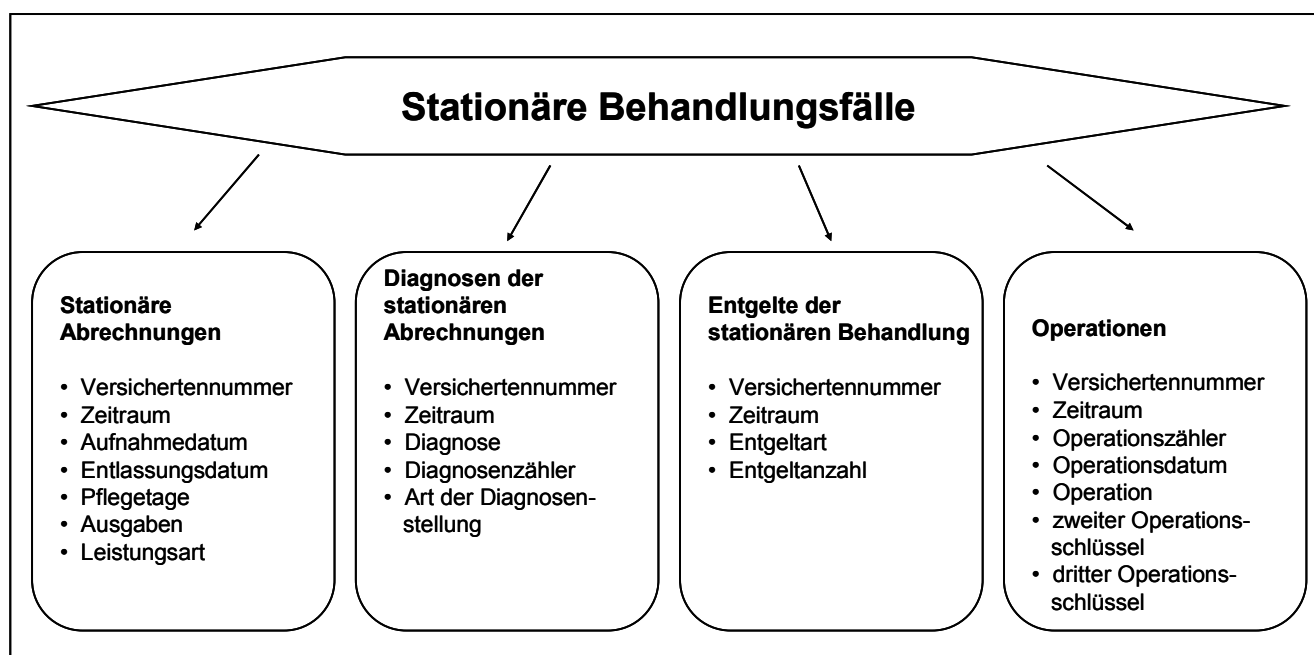 Stationäre Behandlungsfälle
Stationäre
Abrechnungen
• Versichertennummer
• Zeitraum
• Aufnahmedatum
• Entlassungsdatum
• Pflegetage
• Ausgaben
• Leistungsart
Diagnosen der
stationären
Abrechnungen
• Versichertennummer
• Zeitraum
• Diagnose
• Diagnosenzähler
• Art der Diagnosen-
stellung
Entgelte der
stationären Behandlung
• Versichertennummer
• Zeitraum
• Entgeltart
• Entgeltanzahl
Operationen
• Versichertennummer
• Zeitraum
• Operationszähler
• Operationsdatum
• Operation
• zweiter Operations-
schlüssel
• dritter Operations-
schlüssel